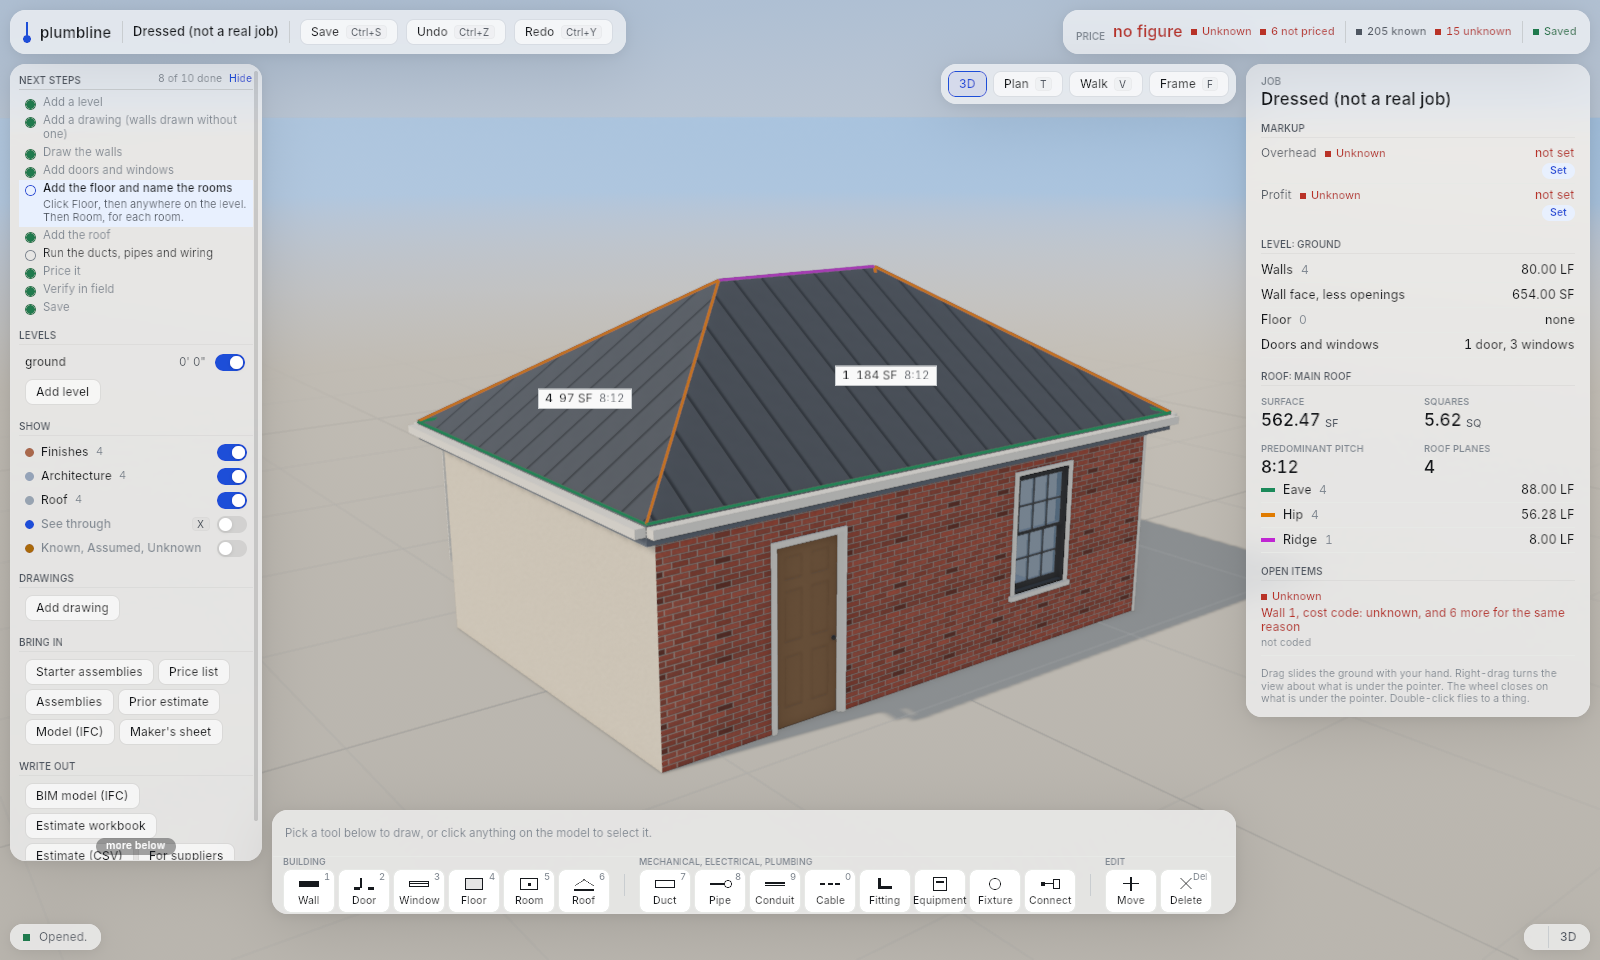 plumbline
Dressed (not a real job)
Save Ctrl+S
Undo Ctrl+Z
Redo Ctrl+Y
PRICE no figure Unknown 6 not priced 205 known 15 unknown Saved
3D
Plan T
Walk V
Frame F
NEXT STEPS 8 of 10 done Hide
Add a level
Add a drawing (walls drawn without
one)
Draw the walls
Add doors and windows
Add the floor and name the rooms
Click Floor, then anywhere on the level.
Then Room, for each room.
Add the roof
Run the ducts, pipes and wiring
Price it
Verify in field
Save
LEVELS
ground 0' 0"
Add level
SHOW
Finishes 4
Architecture 4
Roof 4
See through X
Known, Assumed, Unknown
DRAWINGS
Add drawing
BRING IN
Starter assemblies Price list
Assemblies Prior estimate
Model (IFC) Maker's sheet
WRITE OUT
BIM model (IFC)
Estimate workbook
more below
Estimate (CSV) For suppliers
Opened.
4 97 SF 8:12
1 184 SF 8:12
JOB
Dressed (not a real job)
MARKUP
Overhead Unknown not set
Set
Profit Unknown not set
Set
LEVEL: GROUND
Walls 4 80.00 LF
Wall face, less openings 654.00 SF
Floor 0 none
Doors and windows 1 door, 3 windows
ROOF: MAIN ROOF
SURFACE SQUARES
562.47 SF 5.62 SQ
PREDOMINANT PITCH ROOF PLANES
8:12 4
Eave 4 88.00 LF
Hip 4 56.28 LF
Ridge 1 8.00 LF
OPEN ITEMS
Unknown
Wall 1, cost code: unknown, and 6 more for the same
reason
not coded
Drag slides the ground with your hand. Right-drag turns the
view about what is under the pointer. The wheel closes on
what is under the pointer. Double-click flies to a thing.
Pick a tool below to draw, or click anything on the model to select it.
BUILDING MECHANICAL, ELECTRICAL, PLUMBING EDIT
1 2 3 4 5 6 7 8 9 0 Del
Wall Door Window Floor Room Roof Duct Pipe Conduit Cable Fitting Equipment Fixture Connect Move Delete
3D